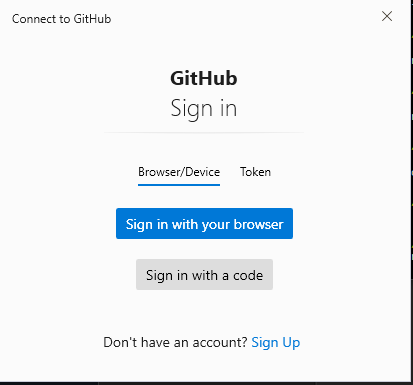 Connect to GitHub
GitHub
Sign in
Browser/Device Token
Sign in with your browser
Sign in with a code
Don't have an account? Sign Up